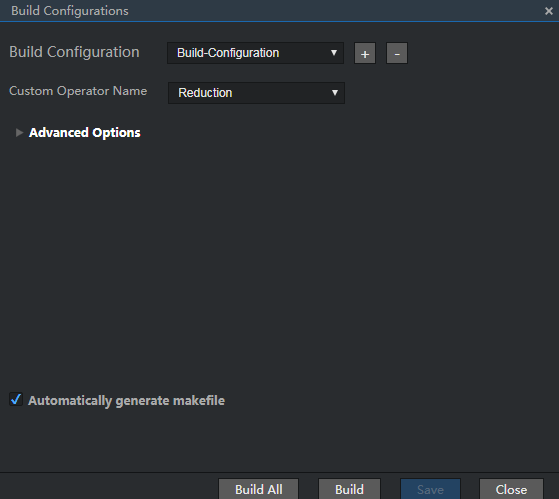 Build Configurations ×
Build Configuration Build-Configuration + -
Custom Operator Name Reduction
Advanced Options
Automatically generate makefile
Build All Build Save Close